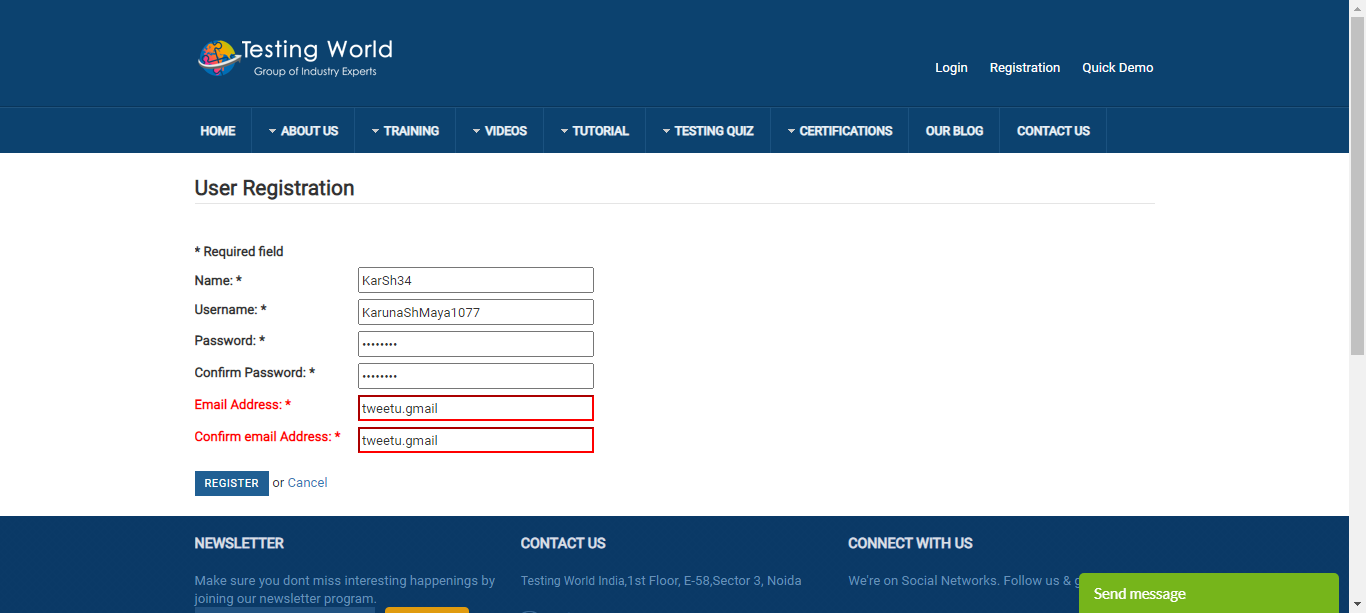 Testing World
Group of Industry Experts
Login Registration Quick Demo
HOME ABOUT US TRAINING VIDEOS TUTORIAL TESTING QUIZ CERTIFICATIONS OUR BLOG CONTACT US
User Registration
* Required field
Name: * KarSh34
Username: * KarunaShMaya1077
Password: * ••••••••
Confirm Password: * ••••••••
Email Address: * tweetu.gmail
Confirm email Address: * tweetu.gmail
REGISTER or Cancel
NEWSLETTER CONTACT US CONNECT WITH US
Make sure you dont miss interesting happenings by Testing World India,1st Floor, E-58,Sector 3, Noida We're on Social Networks. Follow us & g
joining our newsletter program.
Send message